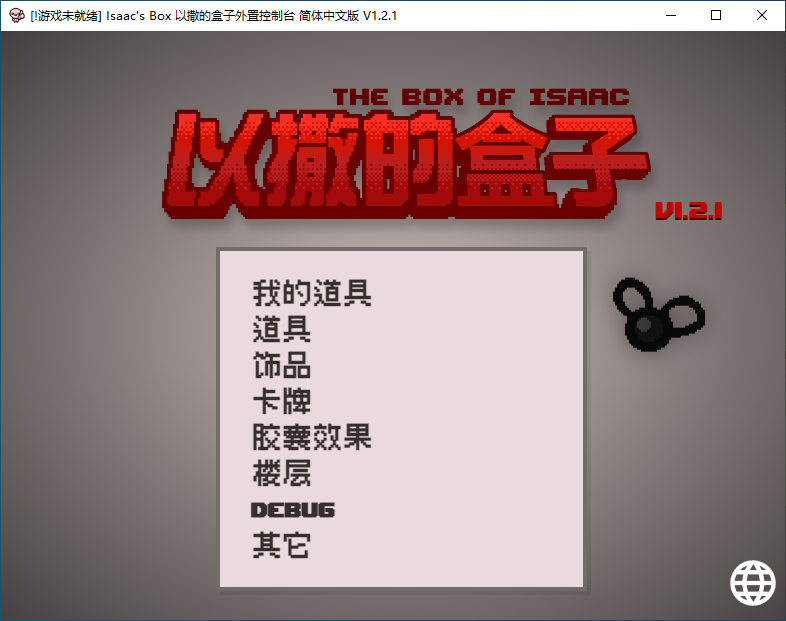 [!游戏未就绪] Isaac's Box 以撒的盒子外置控制台 简体中文版 V1.2.1
THE BOX OF ISAAC
以撒的盒子
V1.2.1
我的道具
道具
饰品
卡牌
胶囊效果
楼层
DEBUG
其它